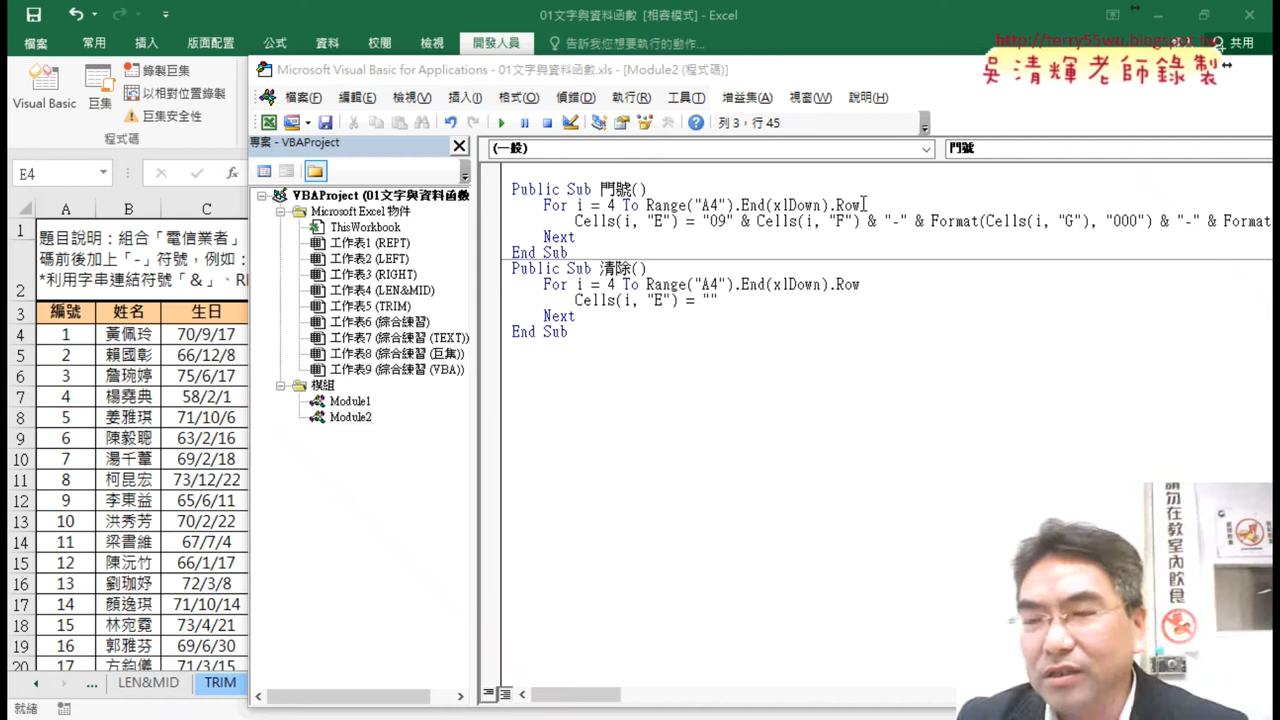 01文字與資料函數 [相容模式] - Excel
檔案 常用 插入 版面配置 公式 資料 校閱 檢視 開發人員 告訴我您想要執行的動作... 共用
http://terry55wu.blogspot.tw
吳清輝老師錄製
Visual Basic 巨集 錄製巨集
以相對位置錄製
巨集安全性
程式碼
Microsoft Visual Basic for Applications - 01文字與資料函數.xls - [Module2 (程式碼)]
檔案(F) 編輯(E) 檢視(V) 插入(I) 格式(O) 偵錯(D) 執行(R) 工具(T) 增益集(A) 視窗(W) 說明(H)
列 3，行 45
E4
專案 - VBAProject
VBAProject (01文字與資料函數
Microsoft Excel 物件
ThisWorkbook
工作表1 (REPT)
工作表2 (LEFT)
工作表3 (RIGHT)
工作表4 (LEN&MID)
工作表5 (TRIM)
工作表6 (綜合練習)
工作表7 (綜合練習 (TEXT)
工作表8 (綜合練習 (巨集))
工作表9 (綜合練習 (VBA))
模組
Module1
Module2
(一般) 門號
Public Sub 門號()
For i = 4 To Range("A4").End(xlDown).Row
Cells(i, "E") = "09" & Cells(i, "F") & "-" & Format(Cells(i, "G"), "000") & "-" & Format
Next
End Sub
Public Sub 清除()
For i = 4 To Range("A4").End(xlDown).Row
Cells(i, "E") = ""
Next
End Sub
A B C
1 題目說明：組合「電信業者」
碼前後加上「-」符號，例如：
2 *利用字串連結符號「&」、RE
3 編號 姓名 生日
4 1 黃佩玲 70/9/17
5 2 賴國彰 66/12/8
6 3 詹琬婷 75/6/17
7 4 楊堯典 58/2/1
8 5 姜雅琪 71/10/6
9 6 陳毅聰 63/2/16
10 7 湯千葦 69/2/18
11 8 柯昆宏 73/12/22
12 9 李東益 65/6/11
13 10 洪秀芳 70/2/22
14 11 梁書維 67/7/4
15 12 陳沅竹 66/1/17
16 13 劉珈妤 72/3/8
17 14 顏逸琪 71/10/14
18 15 林宛霓 73/4/21
19 16 郭雅芬 69/6/30
20 17 方鈞儀 71/3/15
... LEN&MID TRIM
就緒
請勿在教室內飲食